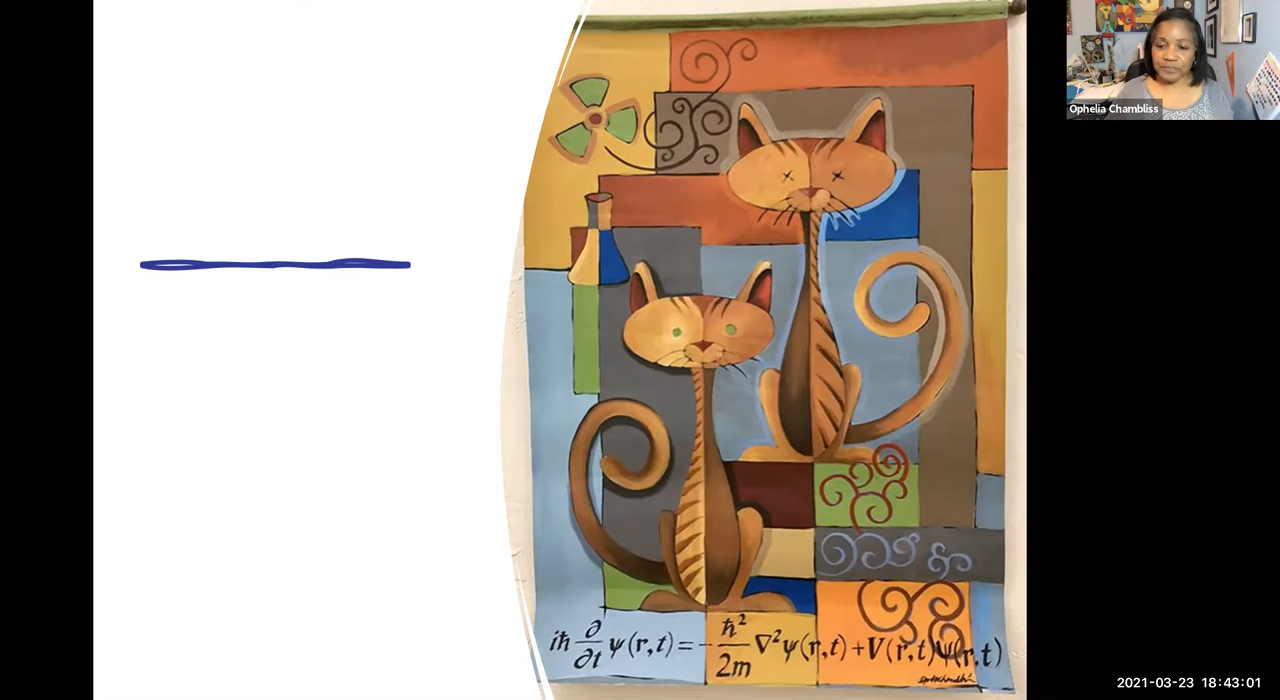 Ophelia Chambliss
iħ ∂/∂t ψ(r,t) = - ħ²/2m ∇²ψ(r,t) + V(r,t)ψ(r,t)
2021-03-23 18:43:01